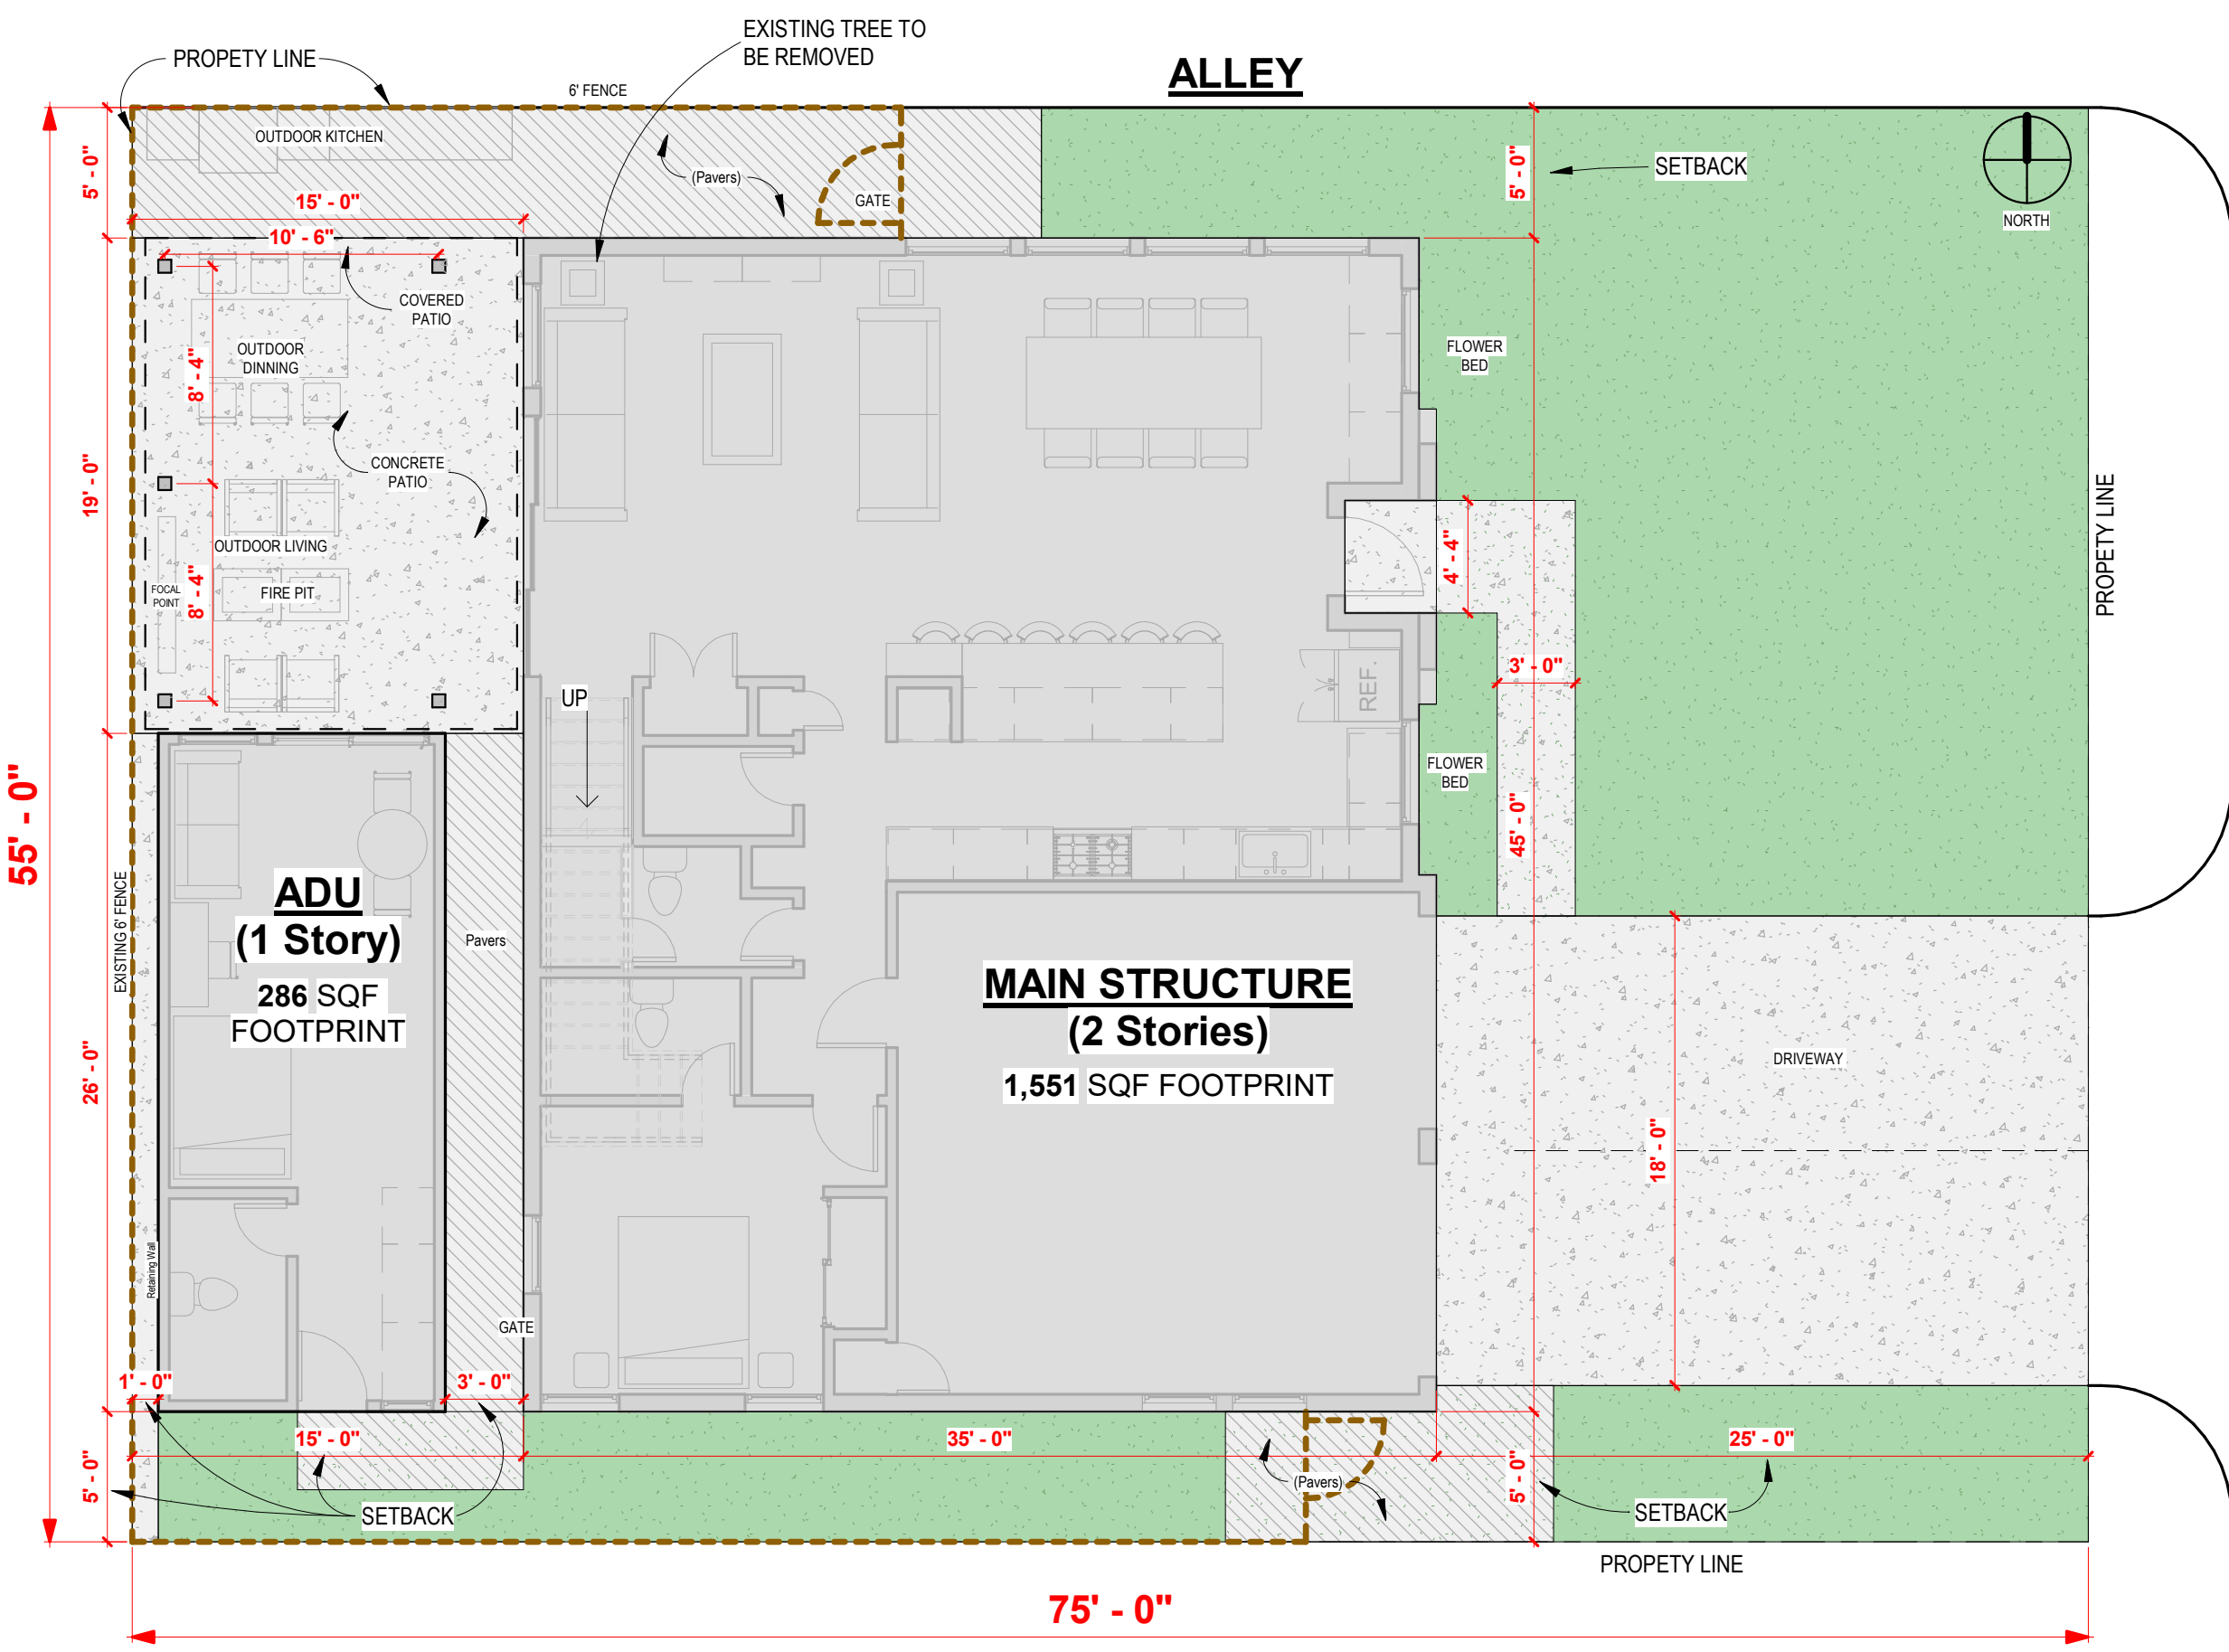 EXISTING TREE TO
BE REMOVED
PROPETY LINE
ALLEY
6' FENCE
OUTDOOR KITCHEN
(Pavers)
GATE
5' - 0"
5' - 0"
SETBACK
NORTH
15' - 0"
10' - 6"
COVERED
PATIO
OUTDOOR
DINNING
8' - 4"
FLOWER
BED
CONCRETE
PATIO
19' - 0"
PROPETY LINE
OUTDOOR LIVING
4' - 4"
FOCAL
POINT
8' - 4"
FIRE PIT
UP
REF.
3' - 0"
FLOWER
BED
45' - 0"
55' - 0"
EXISTING 6' FENCE
ADU
(1 Story)
286 SQF
FOOTPRINT
Pavers
MAIN STRUCTURE
(2 Stories)
1,551 SQF FOOTPRINT
DRIVEWAY
26' - 0"
18' - 0"
Retaining Wall
GATE
1' - 0"
3' - 0"
15' - 0"
35' - 0"
25' - 0"
5' - 0"
(Pavers)
5' - 0"
SETBACK
SETBACK
PROPETY LINE
75' - 0"